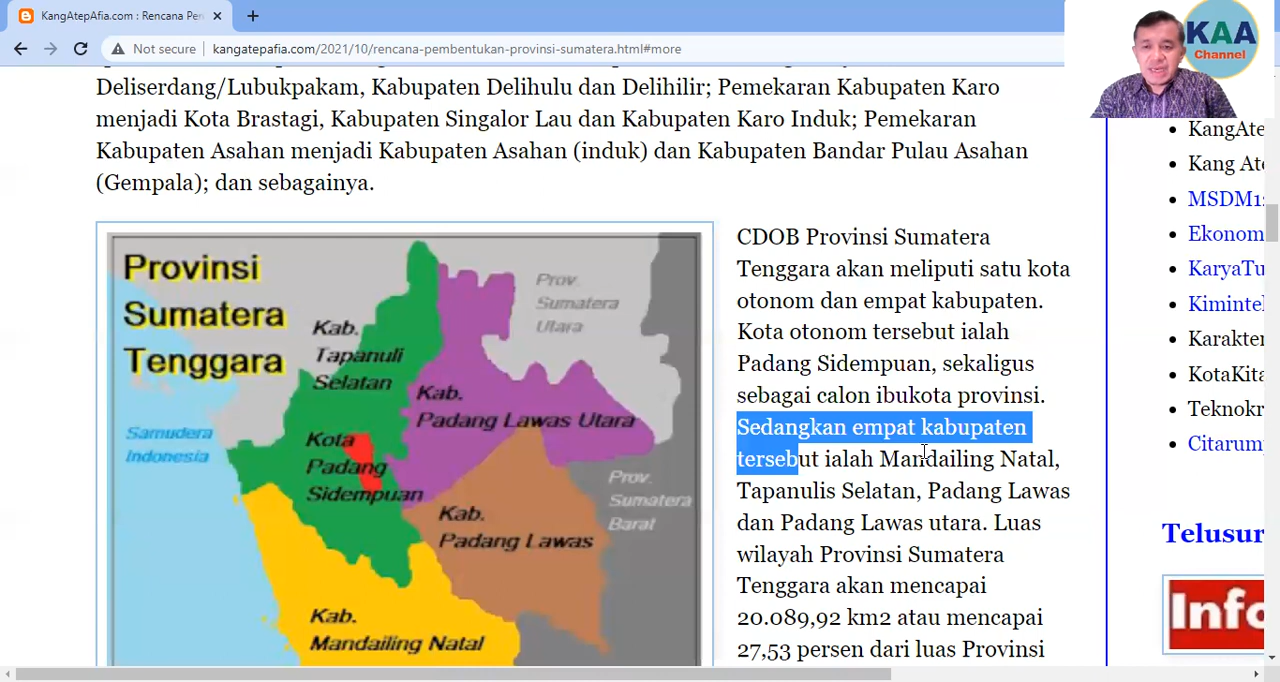 KangAtepAfia.com : Rencana Pen
Not secure
kangatepafia.com/2021/10/rencana-pembentukan-provinsi-sumatera.html#more
KAA
Channel
Deliserdang/Lubukpakam, Kabupaten Delihulu dan Delihilir; Pemekaran Kabupaten Karo
menjadi Kota Brastagi, Kabupaten Singalor Lau dan Kabupaten Karo Induk; Pemekaran
Kabupaten Asahan menjadi Kabupaten Asahan (induk) dan Kabupaten Bandar Pulau Asahan
(Gempala); dan sebagainya.
Provinsi
Sumatera
Tenggara
Prov.
Sumatera
Utara
Kab.
Tapanuli
Selatan
Kab.
Padang Lawas Utara
Samudera
Indonesia
Kota
Padang
Sidempuan
Prov.
Sumatera
Barat
Kab.
Padang Lawas
Kab.
Mandailing Natal
CDOB Provinsi Sumatera
Tenggara akan meliputi satu kota
otonom dan empat kabupaten.
Kota otonom tersebut ialah
Padang Sidempuan, sekaligus
sebagai calon ibukota provinsi.
Sedangkan empat kabupaten
tersebut ialah Mandailing Natal,
Tapanulis Selatan, Padang Lawas
dan Padang Lawas utara. Luas
wilayah Provinsi Sumatera
Tenggara akan mencapai
20.089,92 km2 atau mencapai
27,53 persen dari luas Provinsi
KangAte
Kang Ate
MSDM
Ekonom
KaryaTu
Kimintek
Karakter
KotaKita
Teknokr
Citarum
Telusur
Info